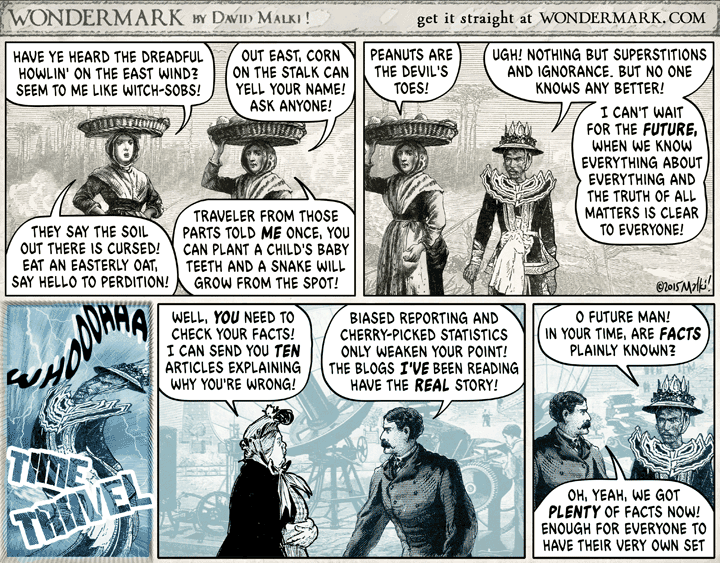 WONDERMARK BY DAVID MALKI !
get it straight at WONDERMARK.COM
HAVE YE HEARD THE DREADFUL
HOWLIN' ON THE EAST WIND?
SEEM TO ME LIKE WITCH-SOBS!
OUT EAST, CORN
ON THE STALK CAN
YELL YOUR NAME!
ASK ANYONE!
THEY SAY THE SOIL
OUT THERE IS CURSED!
EAT AN EASTERLY OAT,
SAY HELLO TO PERDITION!
TRAVELER FROM THOSE
PARTS TOLD ME ONCE, YOU
CAN PLANT A CHILD'S BABY
TEETH AND A SNAKE WILL
GROW FROM THE SPOT!
PEANUTS ARE
THE DEVIL'S
TOES!
UGH! NOTHING BUT SUPERSTITIONS
AND IGNORANCE. BUT NO ONE
KNOWS ANY BETTER!
I CAN'T WAIT
FOR THE FUTURE,
WHEN WE KNOW
EVERYTHING ABOUT
EVERYTHING AND
THE TRUTH OF ALL
MATTERS IS CLEAR
TO EVERYONE!
©2015 Malki!
WHOOOAAA
TIME
TRAVEL
WELL, YOU NEED TO
CHECK YOUR FACTS!
I CAN SEND YOU TEN
ARTICLES EXPLAINING
WHY YOU'RE WRONG!
BIASED REPORTING AND
CHERRY-PICKED STATISTICS
ONLY WEAKEN YOUR POINT!
THE BLOGS I'VE BEEN READING
HAVE THE REAL STORY!
O FUTURE MAN!
IN YOUR TIME, ARE FACTS
PLAINLY KNOWN?
OH, YEAH, WE GOT
PLENTY OF FACTS NOW!
ENOUGH FOR EVERYONE TO
HAVE THEIR VERY OWN SET